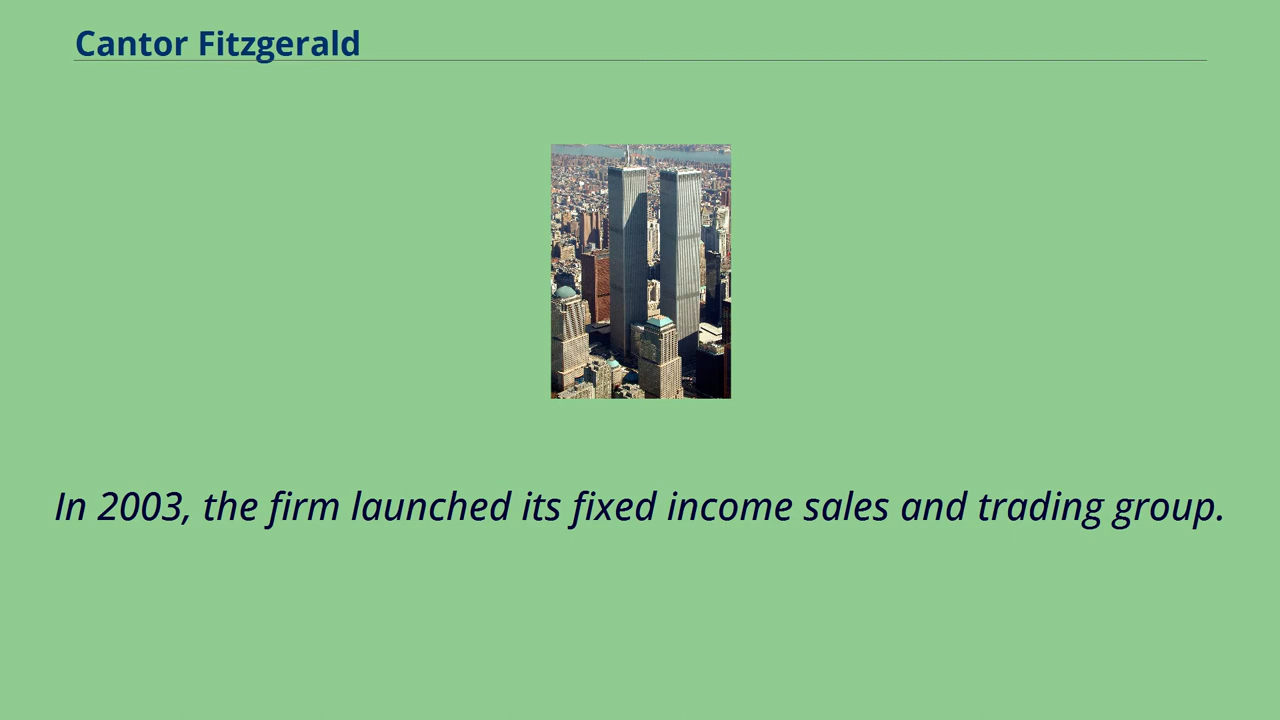 Cantor Fitzgerald
In 2003, the firm launched its fixed income sales and trading group.